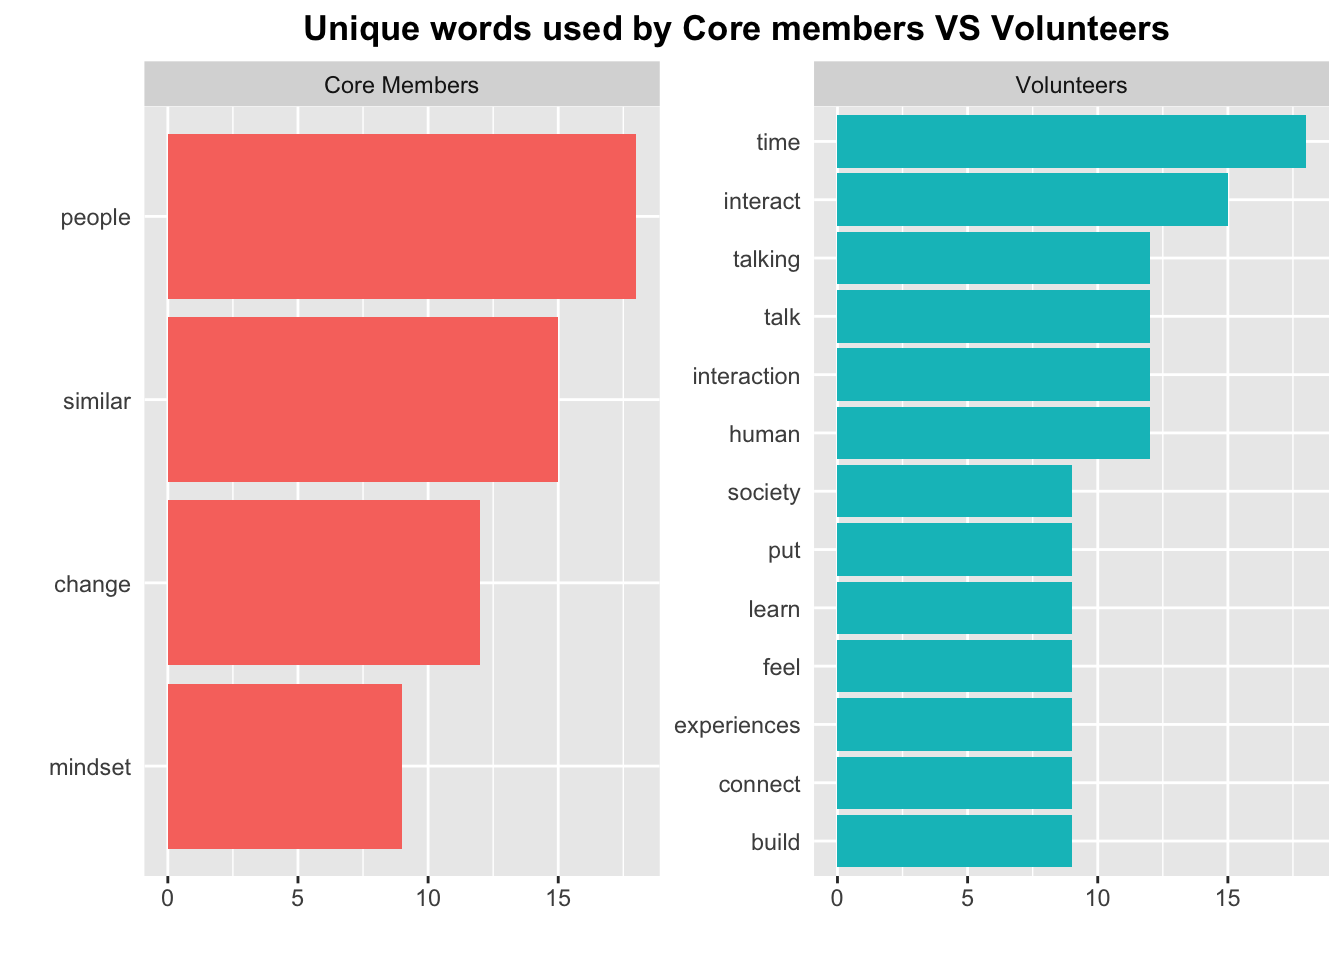 Unique words used by Core members VS Volunteers
Core Members
people
similar
change
mindset
0 5 10 15
Volunteers
time
interact
talking
talk
interaction
human
society
put
learn
feel
experiences
connect
build
0 5 10 15